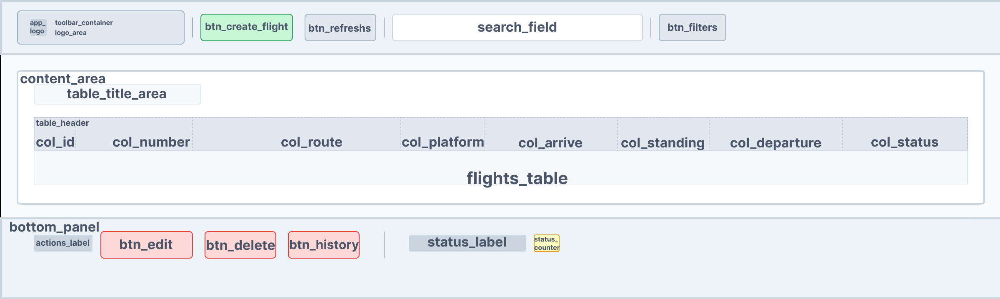 app_
logo
toolbar_container
logo_area
btn_create_flight
btn_refreshs
search_field
btn_filters
content_area
table_title_area
table_header
col_id
col_number
col_route
col_platform
col_arrive
col_standing
col_departure
col_status
flights_table
bottom_panel
actions_label
btn_edit
btn_delete
btn_history
status_label
status_
counter